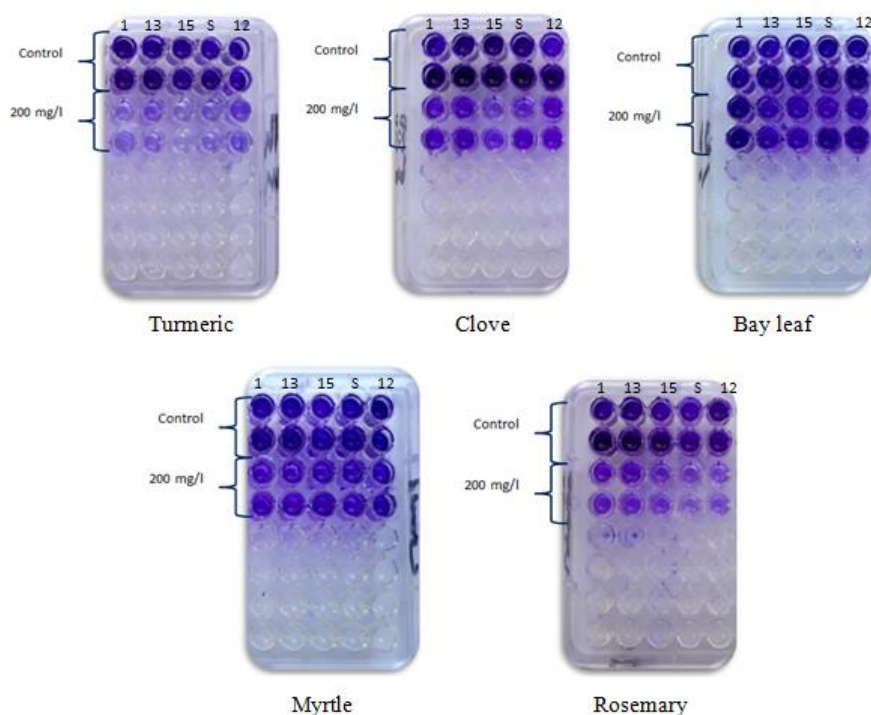 1 13 15 S 12
Control
200 mg/l
Turmeric
1 13 15 S 12
Control
200 mg/l
Clove
1 13 15 S 12
Control
200 mg/l
Bay leaf
1 13 15 S 12
Control
200 mg/l
Myrtle
1 13 15 S 12
Control
200 mg/l
Rosemary